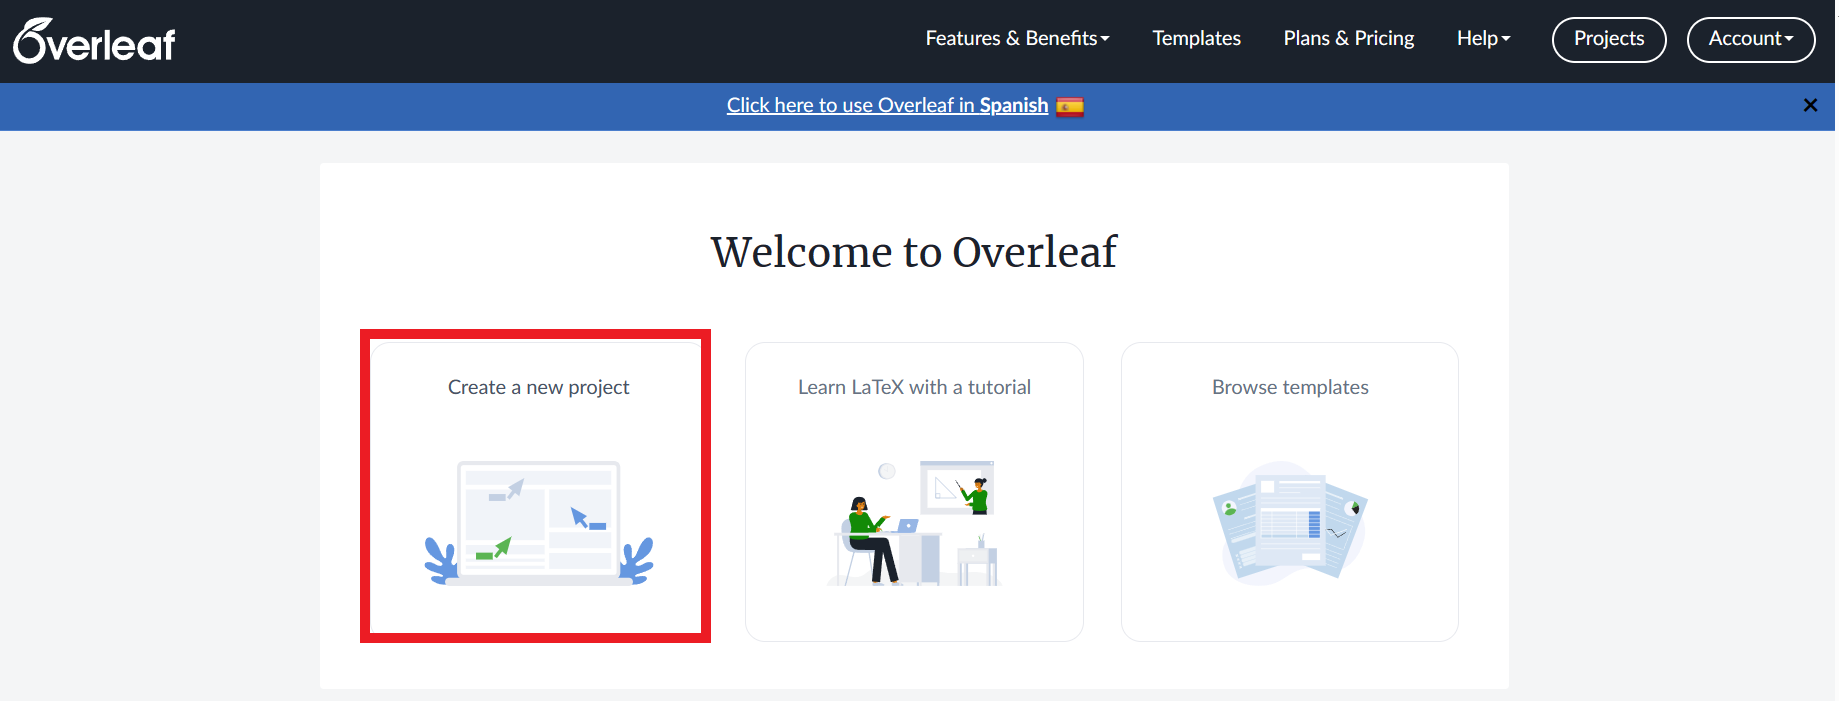 Overleaf
Features & Benefits
Templates
Plans & Pricing
Help
Projects
Account
Click here to use Overleaf in Spanish
Welcome to Overleaf
Create a new project
Learn LaTeX with a tutorial
Browse templates